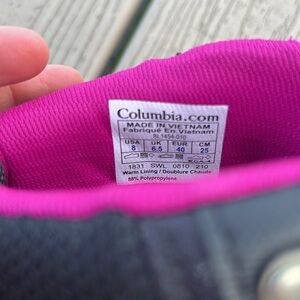 Columbia.com
MADE IN VIETNAM
Fabriqué En Vietnam
BL1454-010
USA UK EUR CM
8 6.5 40 25
1831 SWL 0810 210
Warm Lining / Doublure Chaude
88% Polypropylene